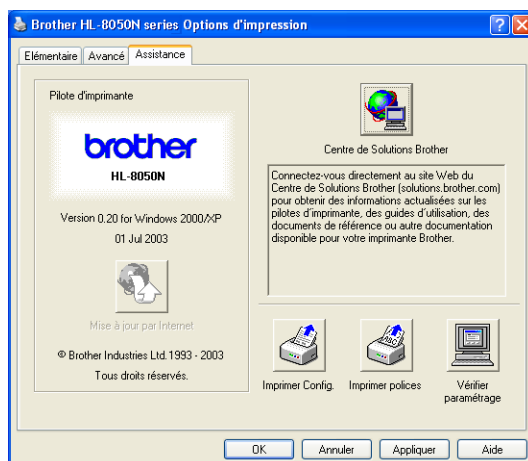 Brother HL-8050N series Options d'impression
Elémentaire
Avancé
Assistance
Pilote d'imprimante
brother
HL-8050N
Version 0.20 for Windows 2000/XP
01 Jul 2003
Mise à jour par Internet
© Brother Industries Ltd. 1993 - 2003
Tous droits réservés.
Centre de Solutions Brother
Connectez-vous directement au site Web du
Centre de Solutions Brother (solutions.brother.com)
pour obtenir des informations actualisées sur les
pilotes d'imprimante, des guides d'utilisation, des
documents de référence ou autre documentation
disponible pour votre imprimante Brother.
Imprimer Config.
ABC
Imprimer polices
Vérifier
paramétrage
OK
Annuler
Appliquer
Aide